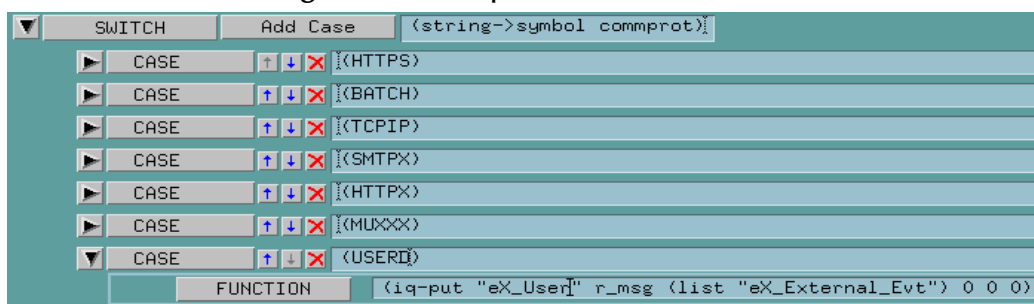 SWITCH Add Case (string->symbol commprot)
CASE (HTTPS)
CASE (BATCH)
CASE (TCPIP)
CASE (SMTPX)
CASE (HTTPX)
CASE (MUXXX)
CASE (USERD)
FUNCTION (iq-put "eX_User" r_msg (list "eX_External_Evt") 0 0 0)